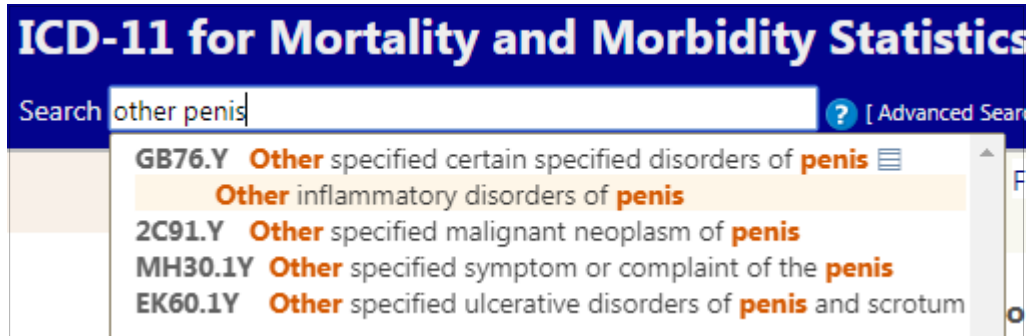 ICD-11 for Mortality and Morbidity Statistics
Search other penis ? [ Advanced Sear
GB76.Y Other specified certain specified disorders of penis
Other inflammatory disorders of penis
2C91.Y Other specified malignant neoplasm of penis
MH30.1Y Other specified symptom or complaint of the penis
EK60.1Y Other specified ulcerative disorders of penis and scrotum